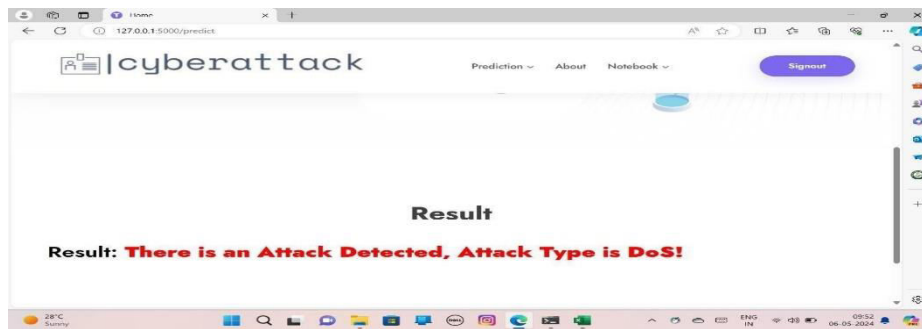 Home
127.0.0.1:5000/predict
|cyberattack
Prediction
About
Notebook
Signout
Result
Result: There is an Attack Detected, Attack Type is DoS!
28°C
Sunny
ENG
IN
09:52
06-05-2024